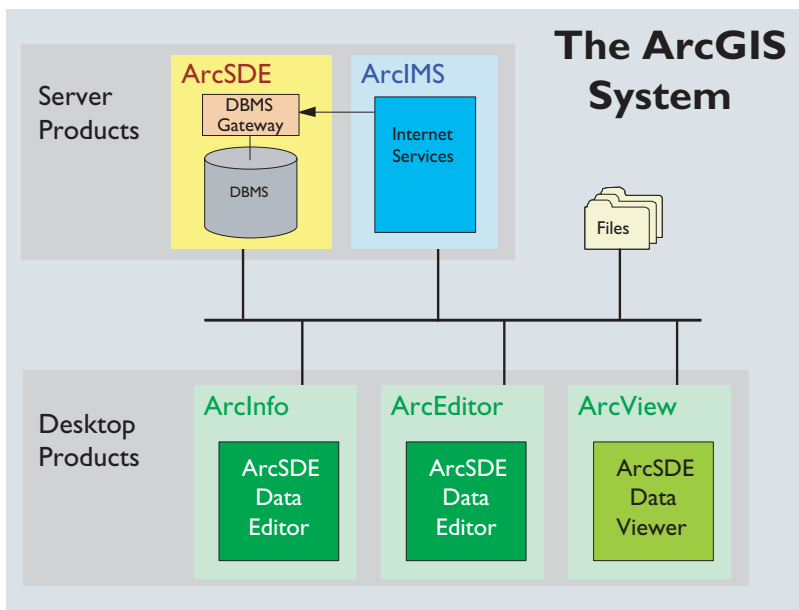 The ArcGIS
System
Server
Products
ArcSDE
DBMS
Gateway
DBMS
ArcIMS
Internet
Services
Files
Desktop
Products
ArcInfo
ArcSDE
Data
Editor
ArcEditor
ArcSDE
Data
Editor
ArcView
ArcSDE
Data
Viewer